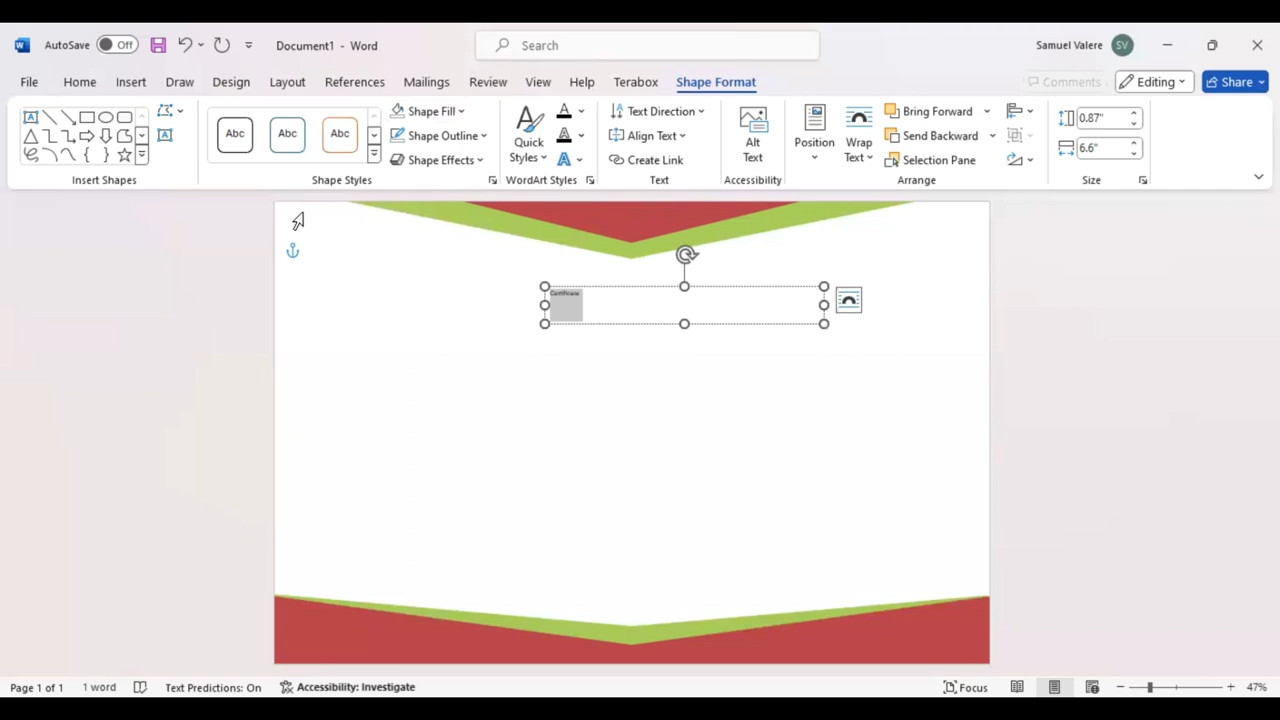 AutoSave Off Document1 - Word Search Samuel Valere SV
File Home Insert Draw Design Layout References Mailings Review View Help Terabox Shape Format Comments Editing Share
Abc Abc Abc
Shape Fill
Shape Outline
Shape Effects
Quick
Styles
Text Direction
Align Text
Create Link
Alt
Text
Position
Wrap
Text
Bring Forward
Send Backward
Selection Pane
0.87"
6.6"
Insert Shapes Shape Styles WordArt Styles Text Accessibility Arrange Size
Certificate
Page 1 of 1 1 word Text Predictions: On Accessibility: Investigate Focus 47%